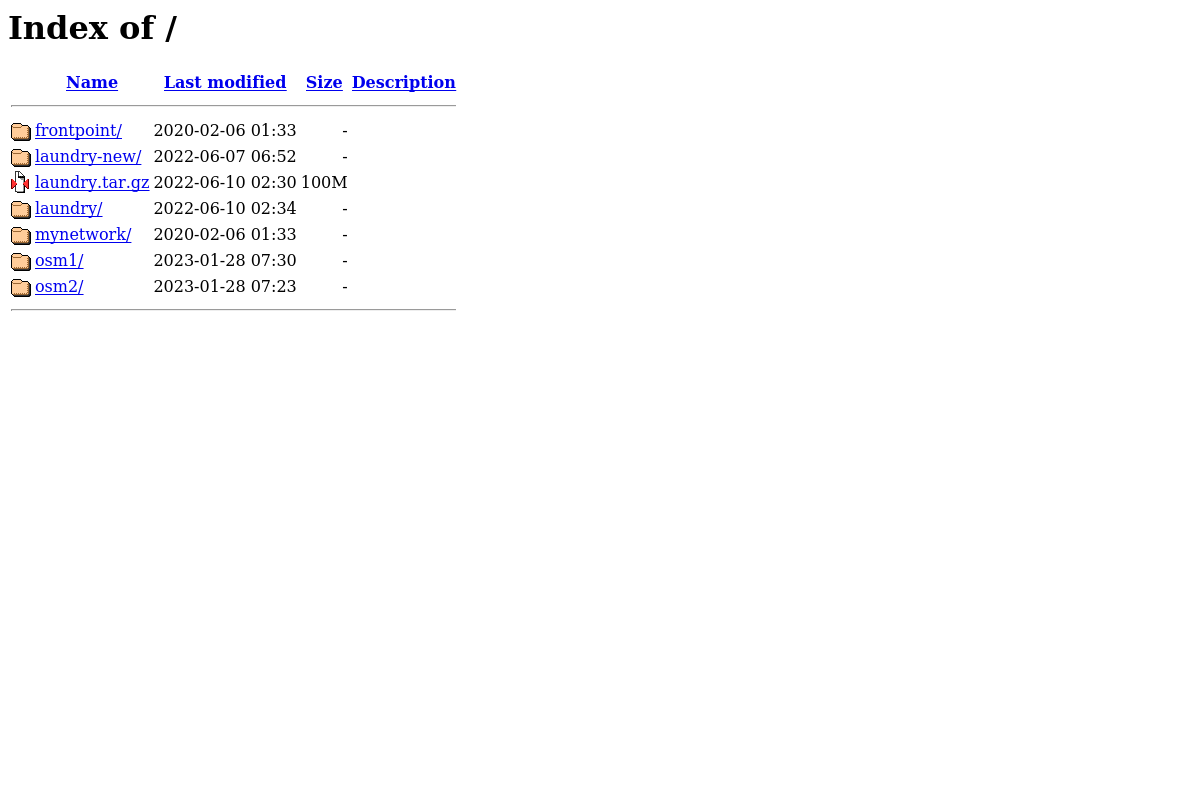 Index of /
Name Last modified Size Description
frontpoint/ 2020-02-06 01:33 -
laundry-new/ 2022-06-07 06:52 -
laundry.tar.gz 2022-06-10 02:30 100M
laundry/ 2022-06-10 02:34 -
mynetwork/ 2020-02-06 01:33 -
osm1/ 2023-01-28 07:30 -
osm2/ 2023-01-28 07:23 -